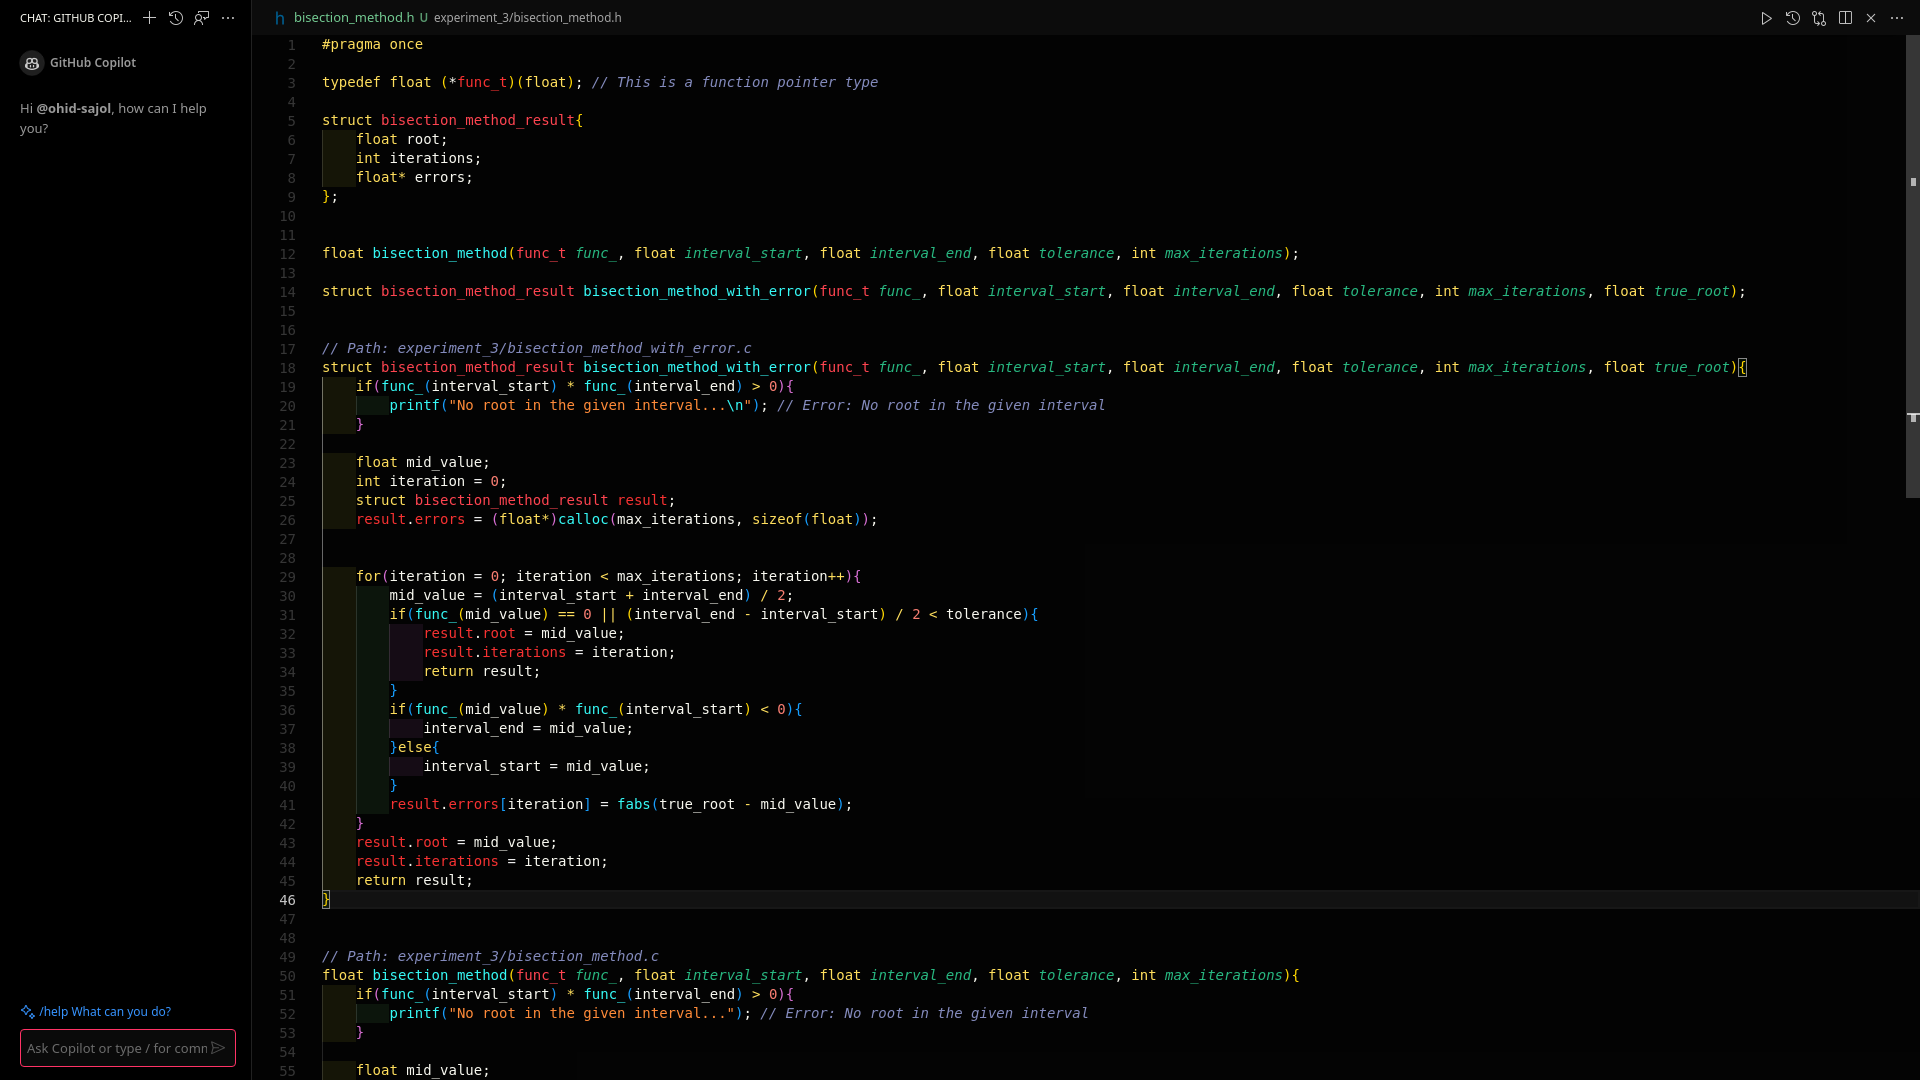 CHAT: GITHUB COPI...
GitHub Copilot
Hi @ohid-sajol, how can I help
you?
/help What can you do?
Ask Copilot or type / for comn
h bisection_method.h U experiment_3/bisection_method.h
1 #pragma once
2
3 typedef float (*func_t)(float); // This is a function pointer type
4
5 struct bisection_method_result{
6     float root;
7     int iterations;
8     float* errors;
9 };
10
11
12 float bisection_method(func_t func_, float interval_start, float interval_end, float tolerance, int max_iterations);
13
14 struct bisection_method_result bisection_method_with_error(func_t func_, float interval_start, float interval_end, float tolerance, int max_iterations, float true_root);
15
16
17 // Path: experiment_3/bisection_method_with_error.c
18 struct bisection_method_result bisection_method_with_error(func_t func_, float interval_start, float interval_end, float tolerance, int max_iterations, float true_root){
19     if(func_(interval_start) * func_(interval_end) > 0){
20         printf("No root in the given interval...\n"); // Error: No root in the given interval
21     }
22
23     float mid_value;
24     int iteration = 0;
25     struct bisection_method_result result;
26     result.errors = (float*)calloc(max_iterations, sizeof(float));
27
28
29     for(iteration = 0; iteration < max_iterations; iteration++){
30         mid_value = (interval_start + interval_end) / 2;
31         if(func_(mid_value) == 0 || (interval_end - interval_start) / 2 < tolerance){
32             result.root = mid_value;
33             result.iterations = iteration;
34             return result;
35         }
36         if(func_(mid_value) * func_(interval_start) < 0){
37             interval_end = mid_value;
38         }else{
39             interval_start = mid_value;
40         }
41         result.errors[iteration] = fabs(true_root - mid_value);
42     }
43     result.root = mid_value;
44     result.iterations = iteration;
45     return result;
46 }
47
48
49 // Path: experiment_3/bisection_method.c
50 float bisection_method(func_t func_, float interval_start, float interval_end, float tolerance, int max_iterations){
51     if(func_(interval_start) * func_(interval_end) > 0){
52         printf("No root in the given interval..."); // Error: No root in the given interval
53     }
54
55     float mid_value;